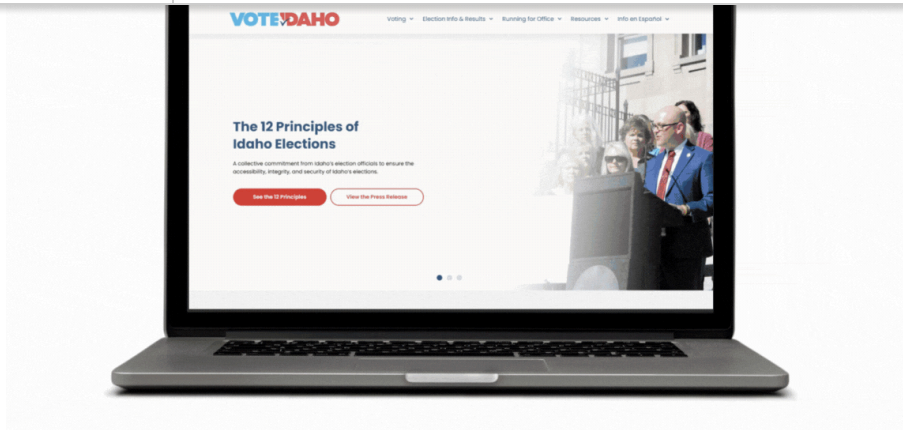 VOTE IDAHO
Voting Election Info & Results Running for Office Resources Info en Español
The 12 Principles of
Idaho Elections
A collective commitment from Idaho's election officials to ensure the
accessibility, integrity, and security of Idaho's elections.
See the 12 Principles View the Press Release